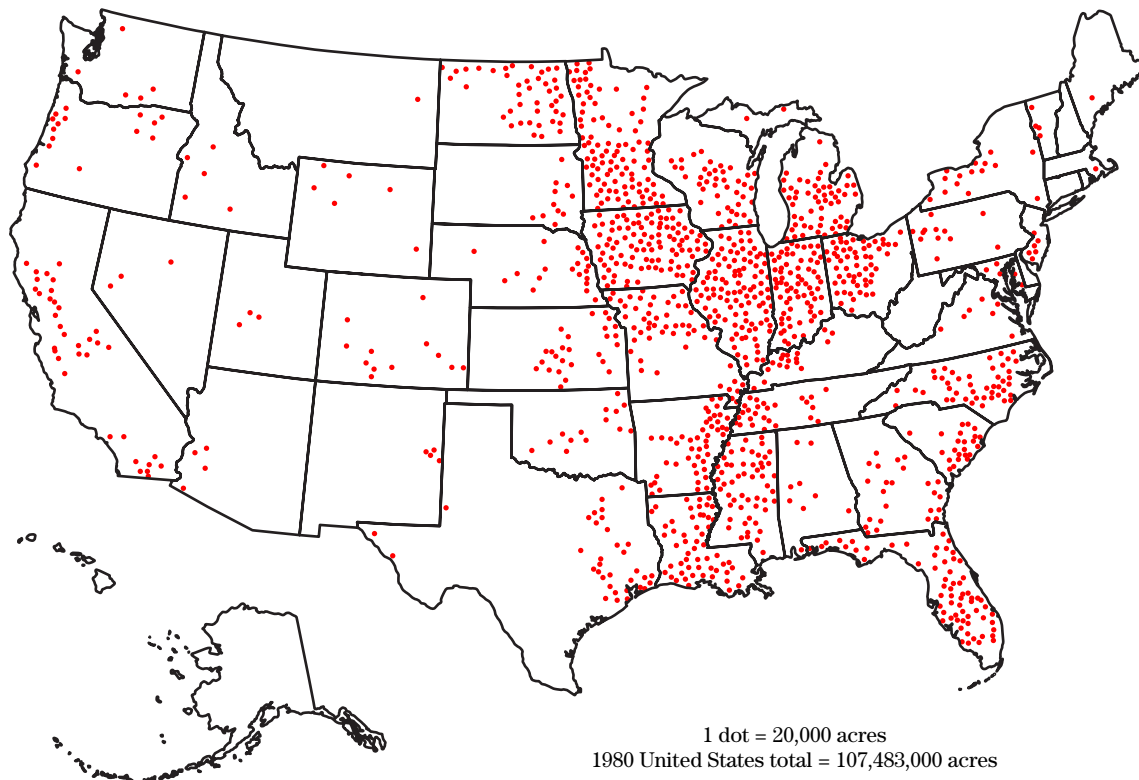 1 dot = 20,000 acres
1980 United States total = 107,483,000 acres